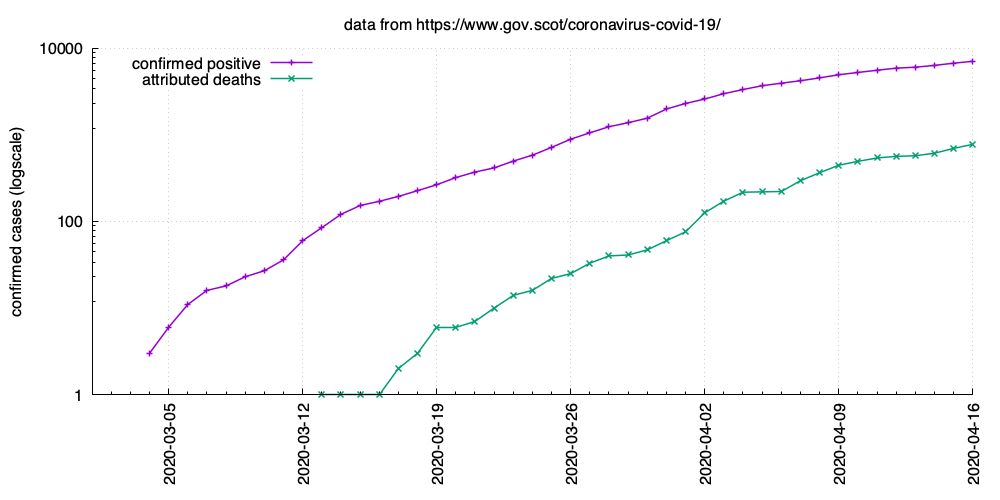 data from https://www.gov.scot/coronavirus-covid-19/
10000
confirmed positive
attributed deaths
confirmed cases (logscale)
100
1
2020-03-05
2020-03-12
2020-03-19
2020-03-26
2020-04-02
2020-04-09
2020-04-16